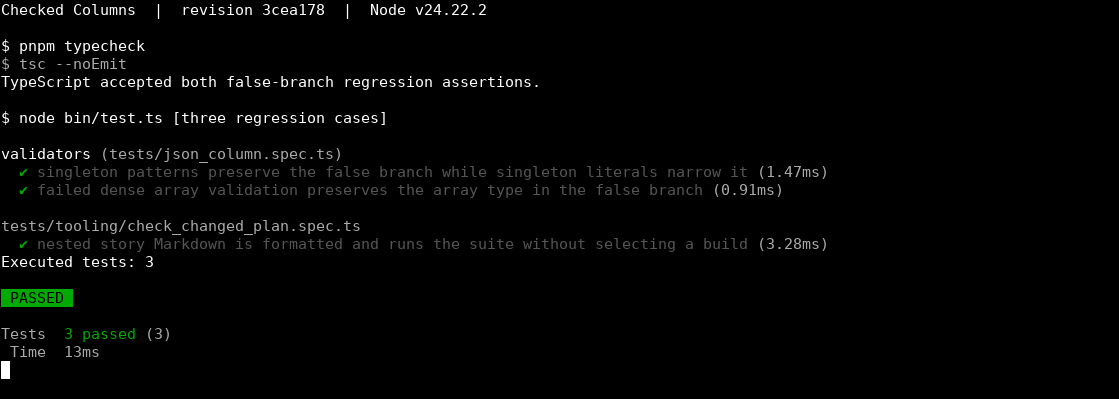 Checked Columns  |  revision 3cea178  |  Node v24.22.2
$ pnpm typecheck
$ tsc --noEmit
TypeScript accepted both false-branch regression assertions.
$ node bin/test.ts [three regression cases]
validators (tests/json_column.spec.ts)
✔ singleton patterns preserve the false branch while singleton literals narrow it (1.47ms)
✔ failed dense array validation preserves the array type in the false branch (0.91ms)
tests/tooling/check_changed_plan.spec.ts
✔ nested story Markdown is formatted and runs the suite without selecting a build (3.28ms)
Executed tests: 3
PASSED
Tests  3 passed (3)
Time  13ms